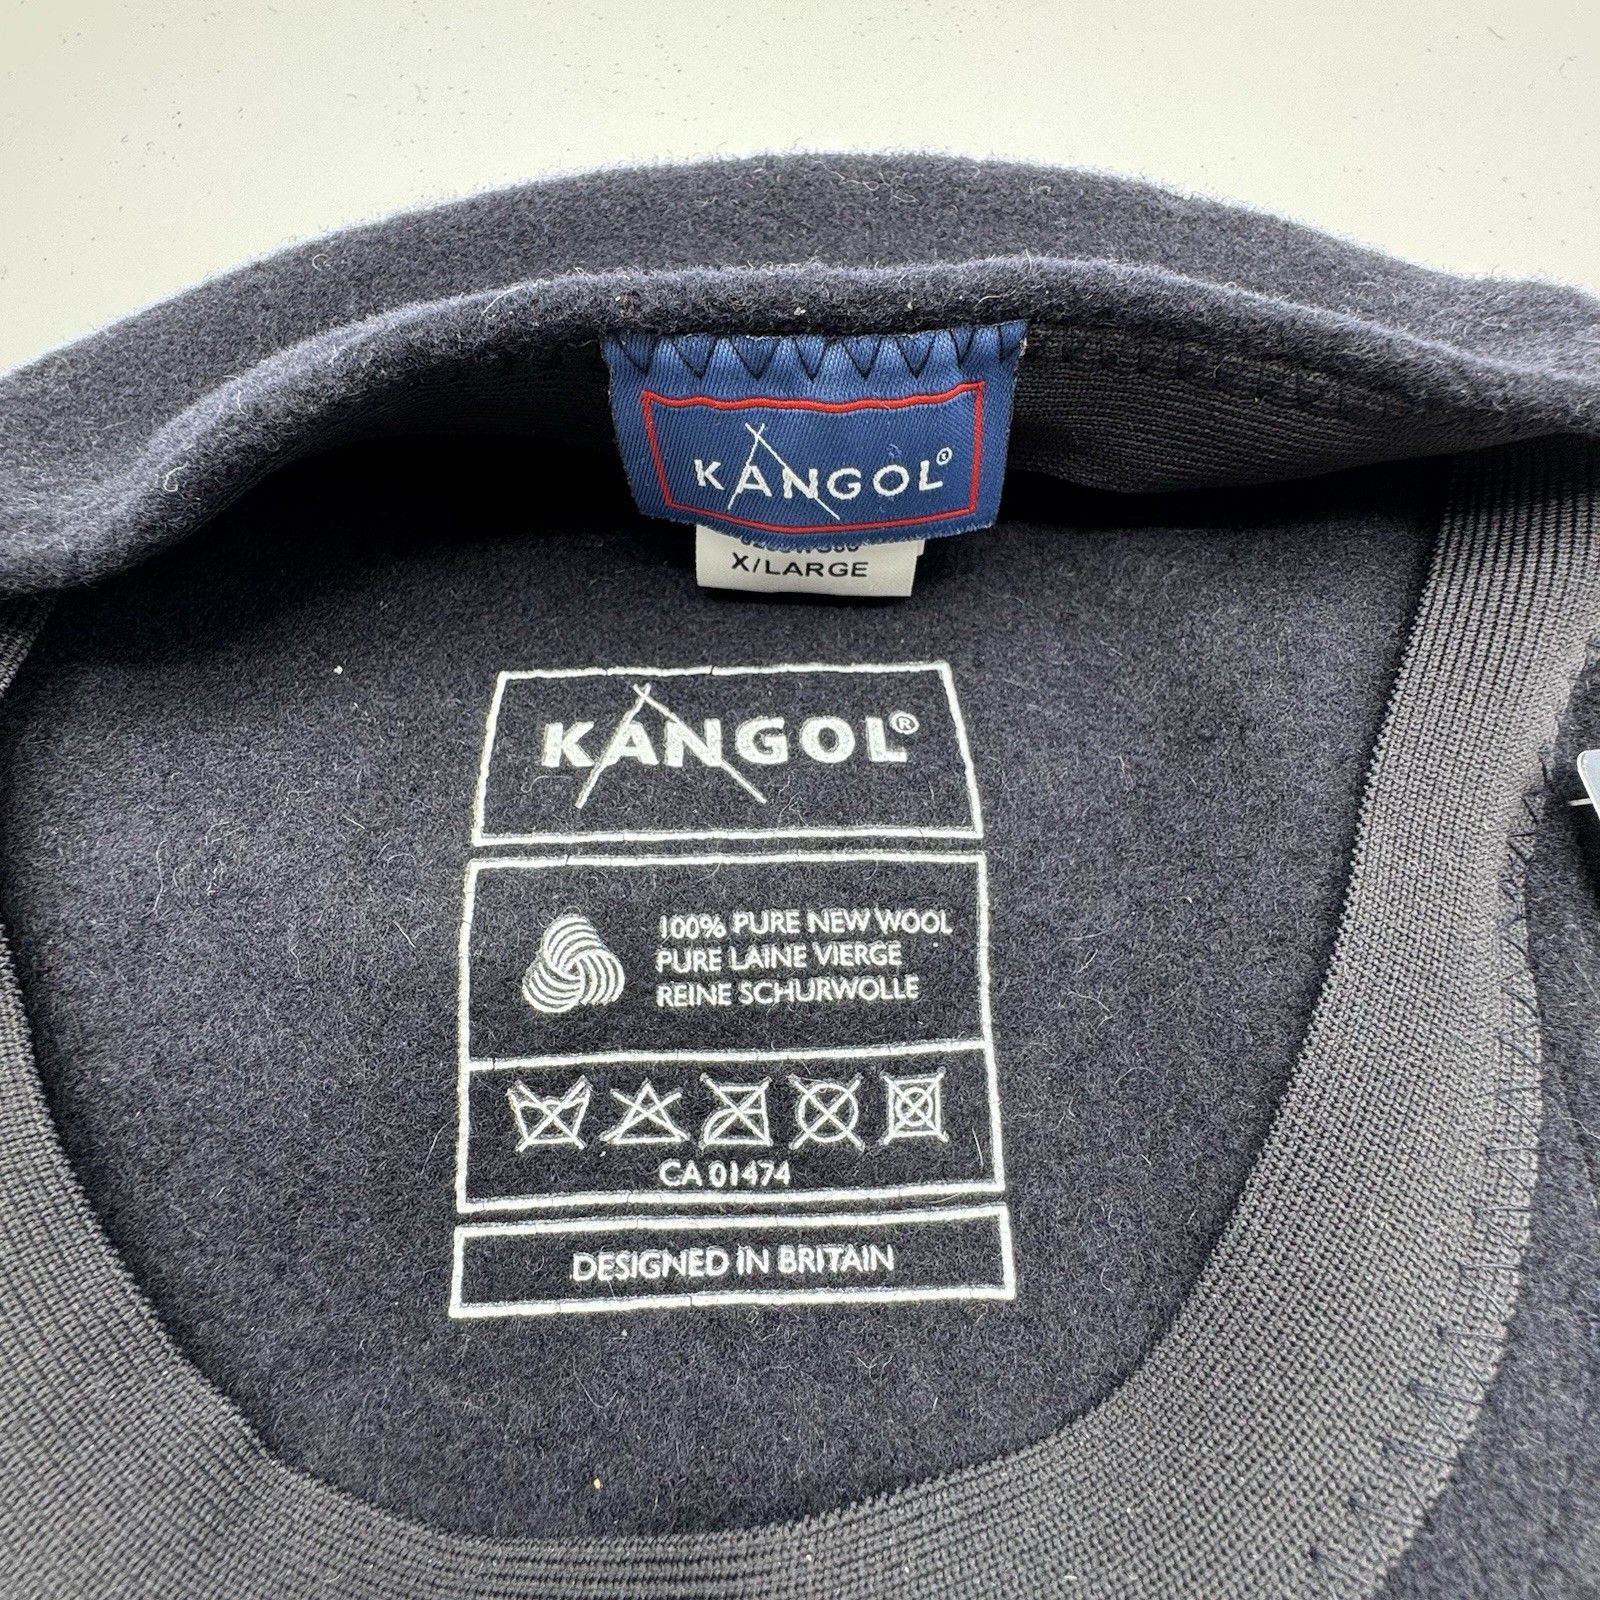 KANGOL®
X/LARGE
KANGOL®
100% PURE NEW WOOL
PURE LAINE VIERGE
REINE SCHURWOLLE
CA 01474
DESIGNED IN BRITAIN